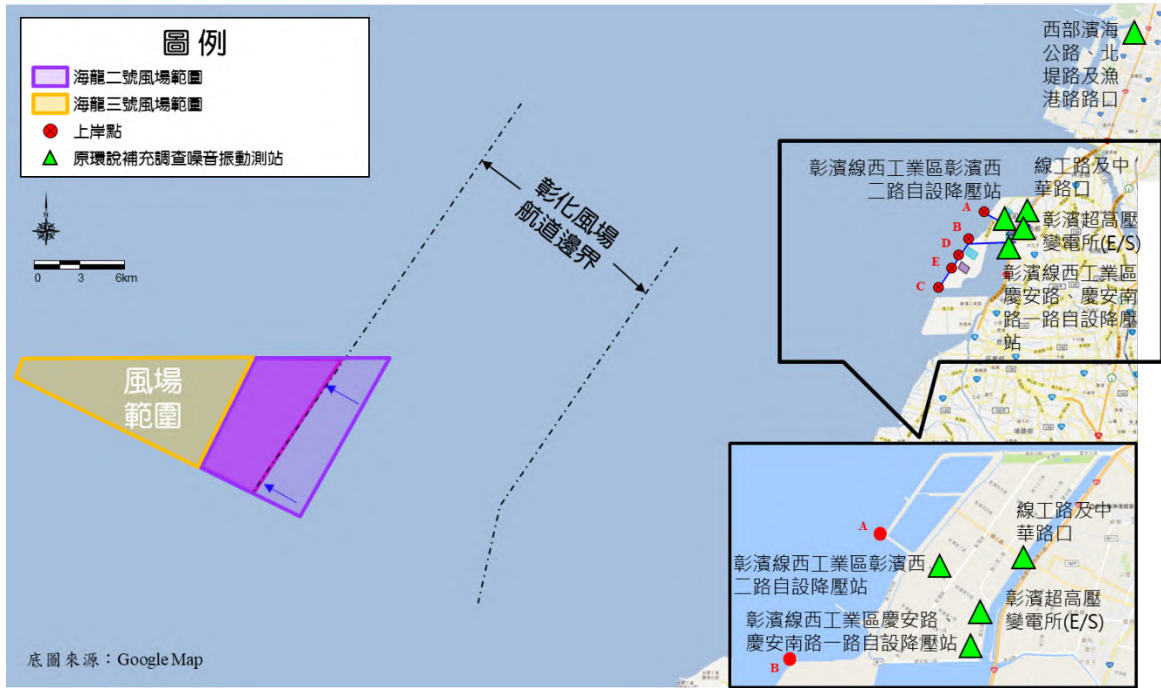 圖例
海龍二號風場範圍
海龍三號風場範圍
上岸點
原環說補充調查噪音振動測站
N
0 3 6km
彰化風場
航道邊界
風場
範圍
西部濱海
公路、北
堤路及漁
港路路口
彰濱線西工業區彰濱西
二路自設降壓站
線工路及中
華路口
A
B
D
E
C
彰濱超高壓
變電所(E/S)
彰濱線西工業區
慶安路、慶安南
路一路自設降壓
站
線工路及中
華路口
A
彰濱線西工業區彰濱西
二路自設降壓站
彰濱超高壓
變電所(E/S)
彰濱線西工業區慶安路、
慶安南路一路自設降壓站
B
底圖來源：Google Map